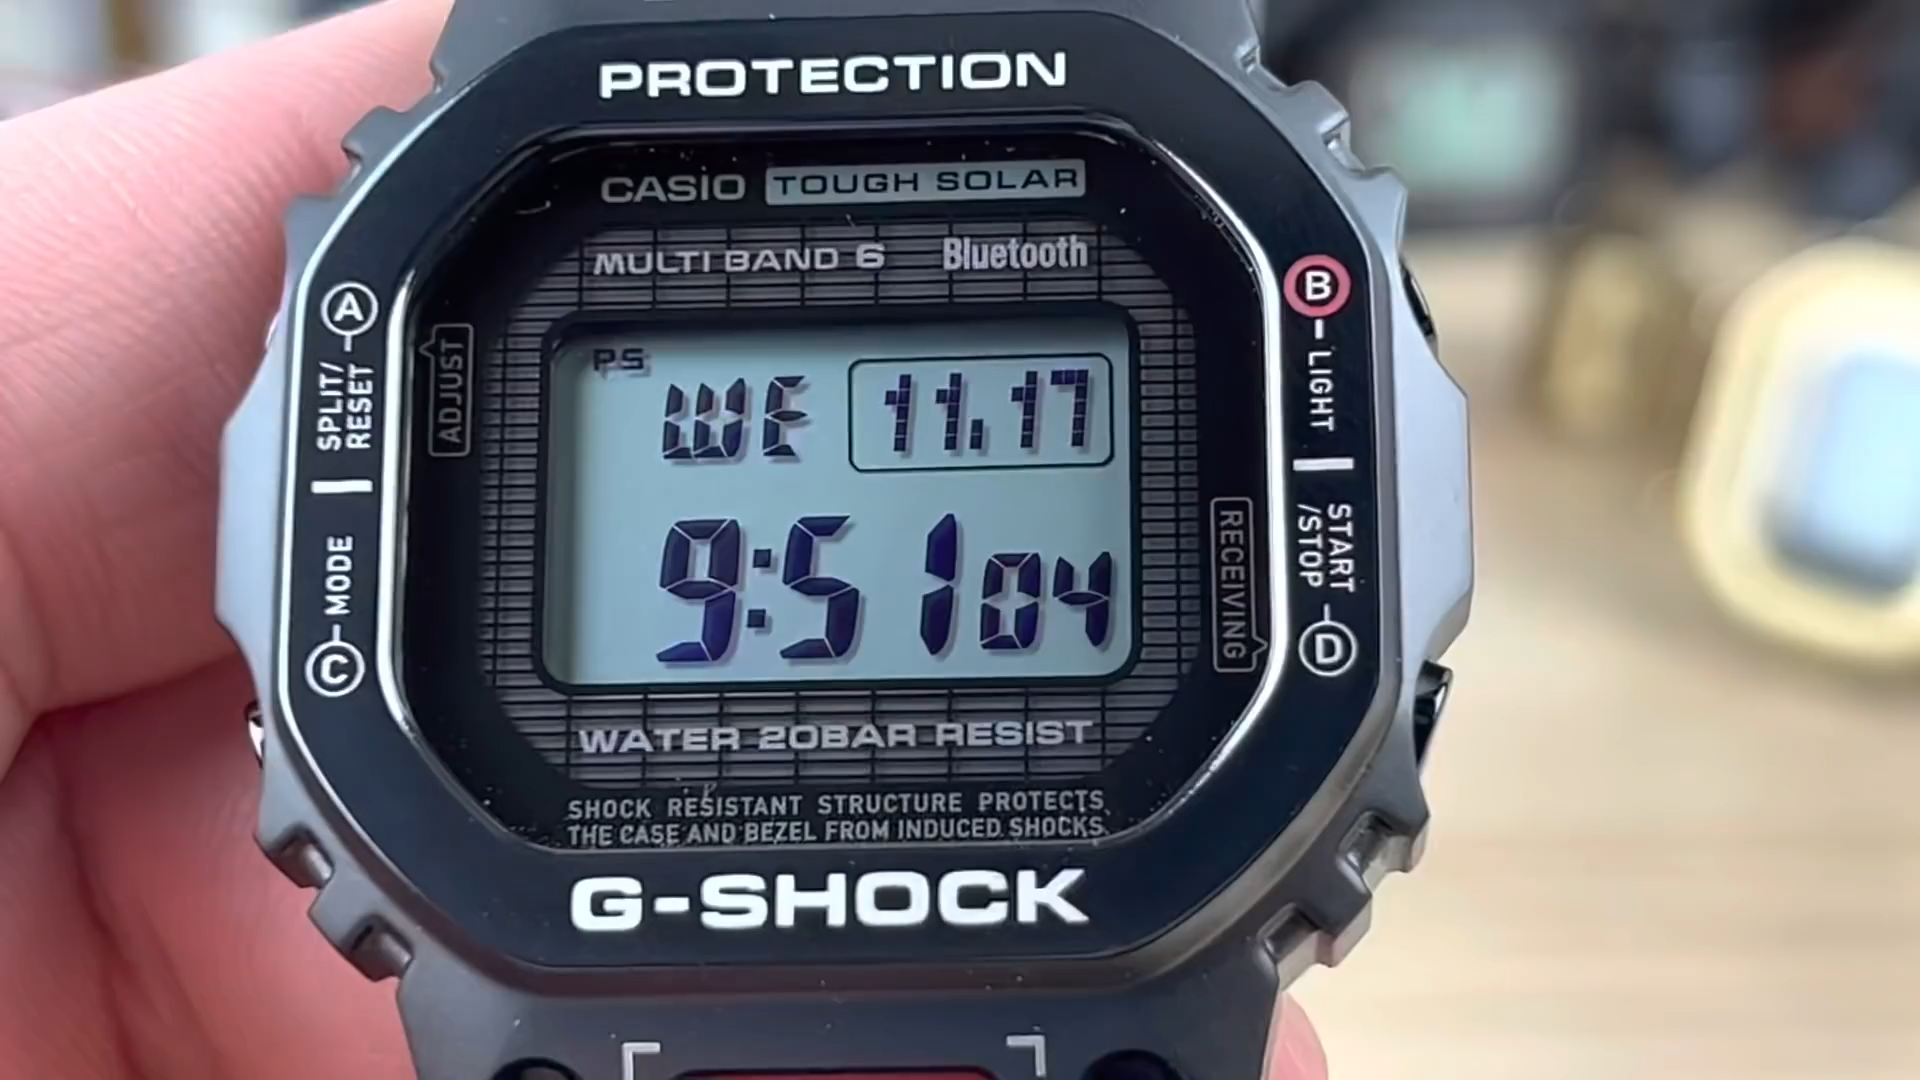 PROTECTION
CASIO TOUGH SOLAR
MULTI BAND 6 Bluetooth
A
SPLIT/
RESET
ADJUST
B
LIGHT
PS
WE 11.17
9:51 04
MODE
C
START
/STOP
D
RECEIVING
WATER 20BAR RESIST
SHOCK RESISTANT STRUCTURE PROTECTS
THE CASE AND BEZEL FROM INDUCED SHOCKS
G-SHOCK